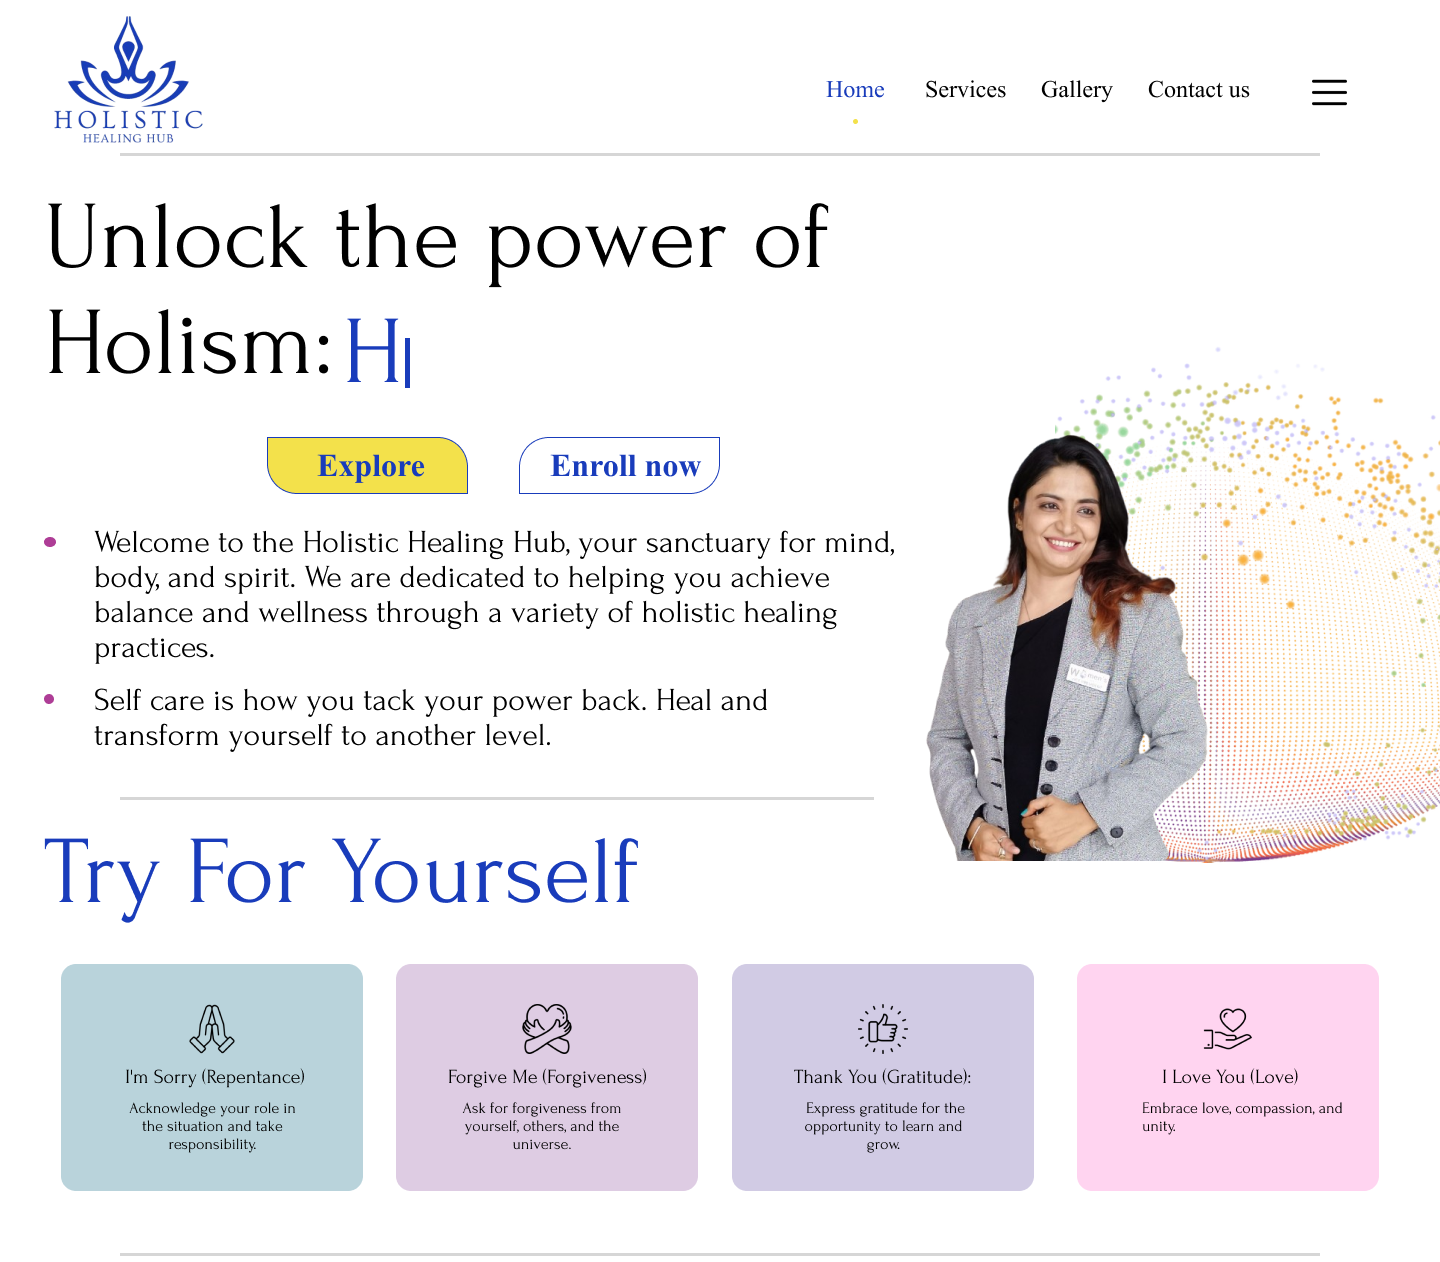 HOLISTIC
HEALING HUB
Home Services Gallery Contact us
Unlock the power of
Holism: H
Explore Enroll now
Welcome to the Holistic Healing Hub, your sanctuary for mind,
body, and spirit. We are dedicated to helping you achieve
balance and wellness through a variety of holistic healing
practices.
Self care is how you tack your power back. Heal and
transform yourself to another level.
Try For Yourself
I'm Sorry (Repentance)
Acknowledge your role in
the situation and take
responsibility.
Forgive Me (Forgiveness)
Ask for forgiveness from
yourself, others, and the
universe.
Thank You (Gratitude):
Express gratitude for the
opportunity to learn and
grow.
I Love You (Love)
Embrace love, compassion, and
unity.